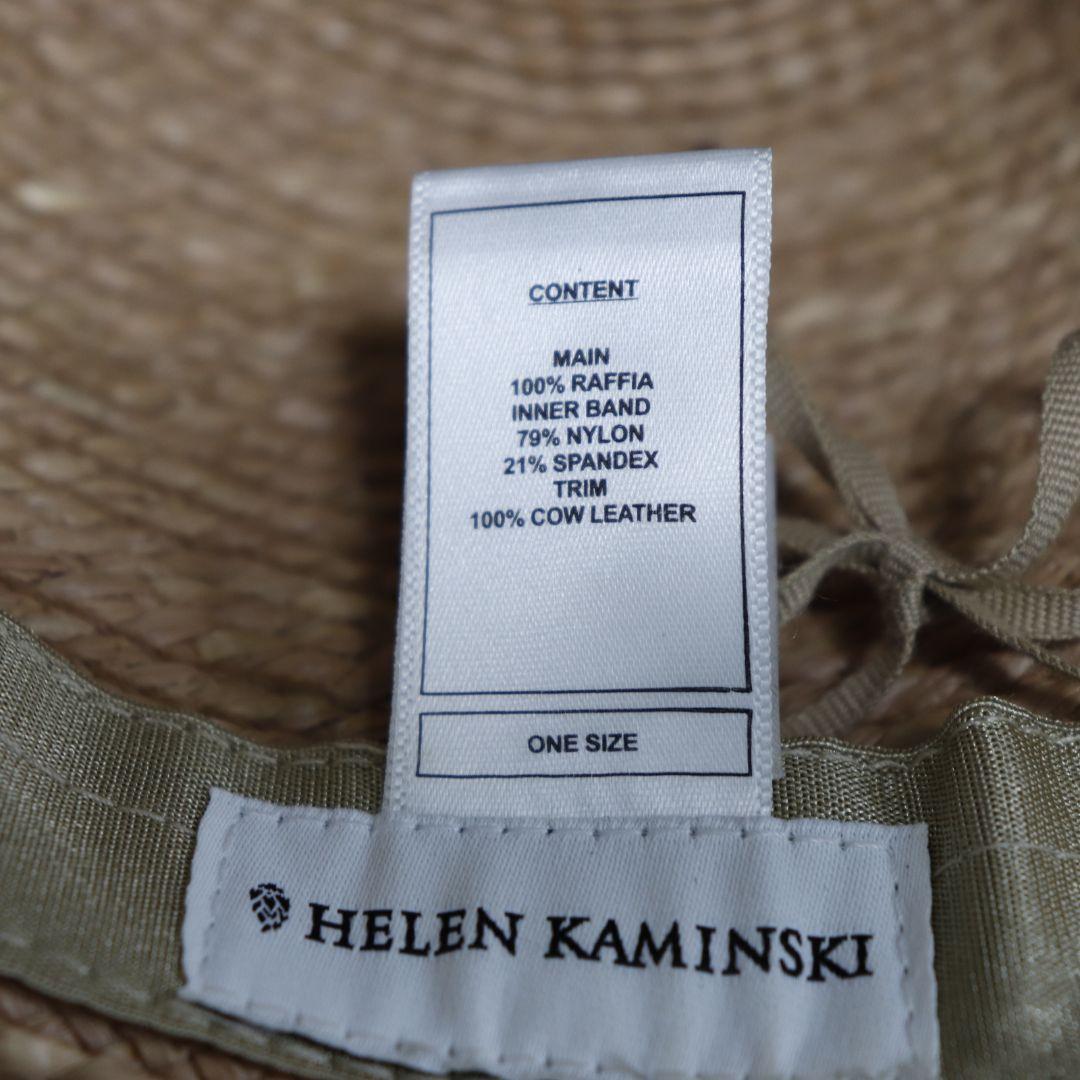 CONTENT
MAIN
100% RAFFIA
INNER BAND
79% NYLON
21% SPANDEX
TRIM
100% COW LEATHER
ONE SIZE
HELEN KAMINSKI